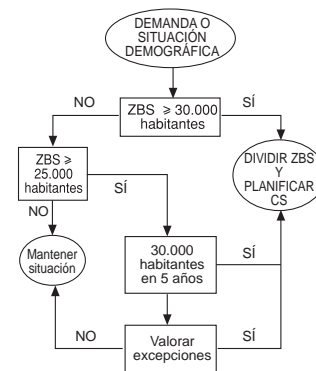 DEMANDA O
SITUACIÓN
DEMOGRÁFICA
NO
SÍ
ZBS ⩾ 30.000
habitantes
ZBS ⩾
25.000
habitantes
SÍ
DIVIDIR ZBS
Y
PLANIFICAR
CS
NO
Mantener
situación
30.000
habitantes
en 5 años
SÍ
NO
Valorar
excepciones
SÍ